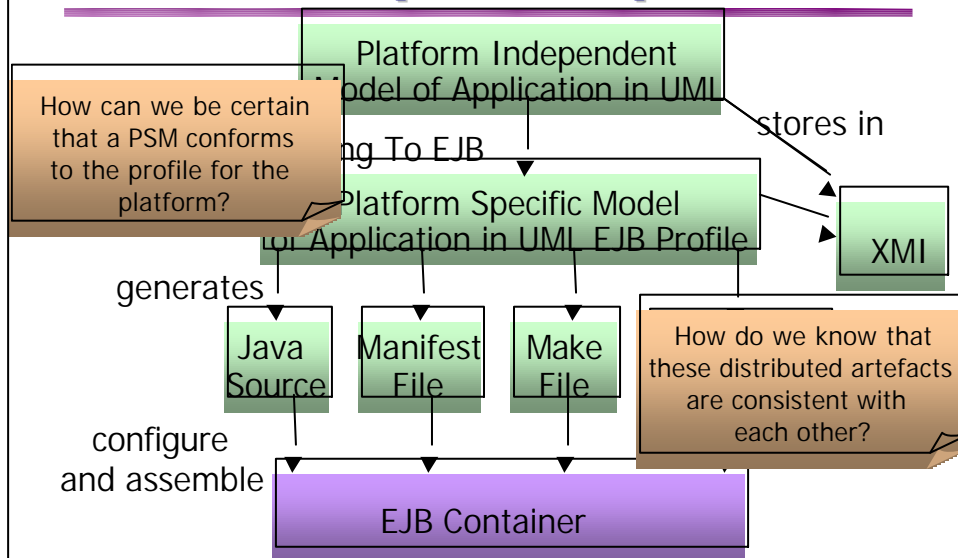 Platform Independent
Model of Application in UML
How can we be certain
that a PSM conforms
to the profile for the
platform?
stores in
ng To EJB
Platform Specific Model
of Application in UML EJB Profile
XMI
generates
Java
Source
Manifest
File
Make
File
How do we know that
these distributed artefacts
are consistent with
each other?
configure
and assemble
EJB Container